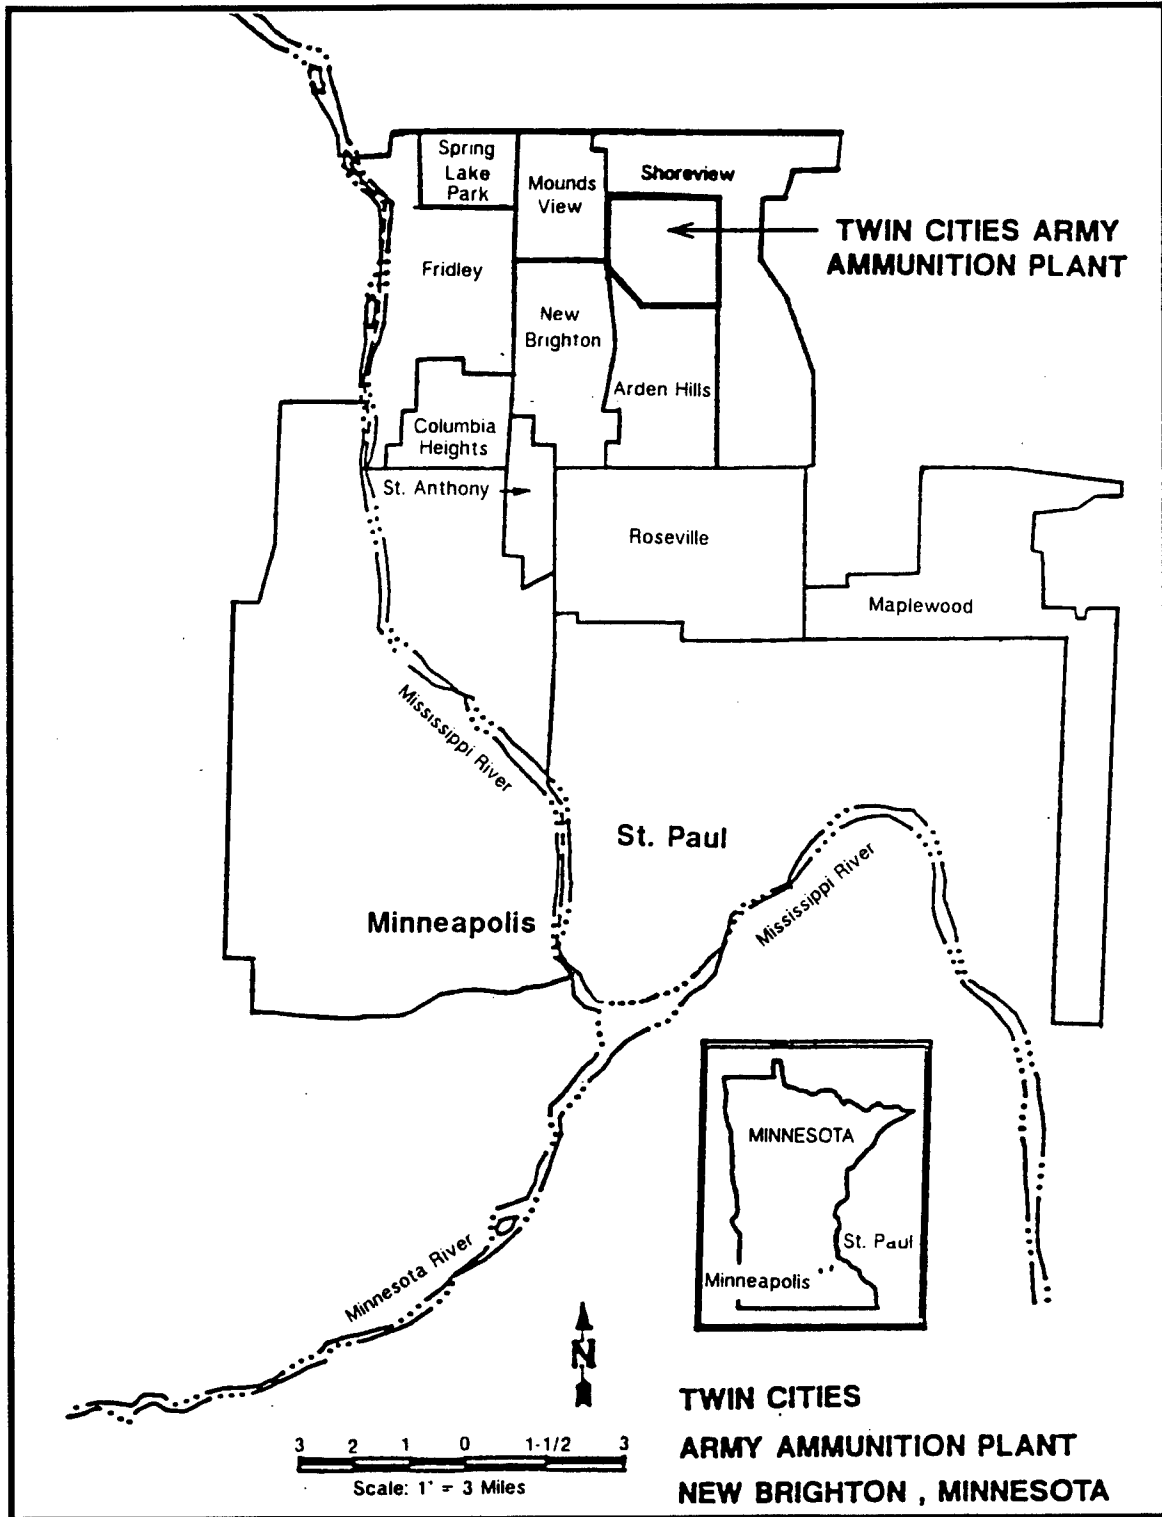 Spring
Lake
Park
Mounds
View
Shoreview
TWIN CITIES ARMY
AMMUNITION PLANT
Fridley
New
Brighton
Arden Hills
Columbia
Heights
St. Anthony
Roseville
Maplewood
Mississippi River
St. Paul
Mississippi River
Minneapolis
MINNESOTA
St. Paul
Minneapolis
Minnesota River
N
3 2 1 0 1-1/2 3
Scale: 1" = 3 Miles
TWIN CITIES
ARMY AMMUNITION PLANT
NEW BRIGHTON , MINNESOTA